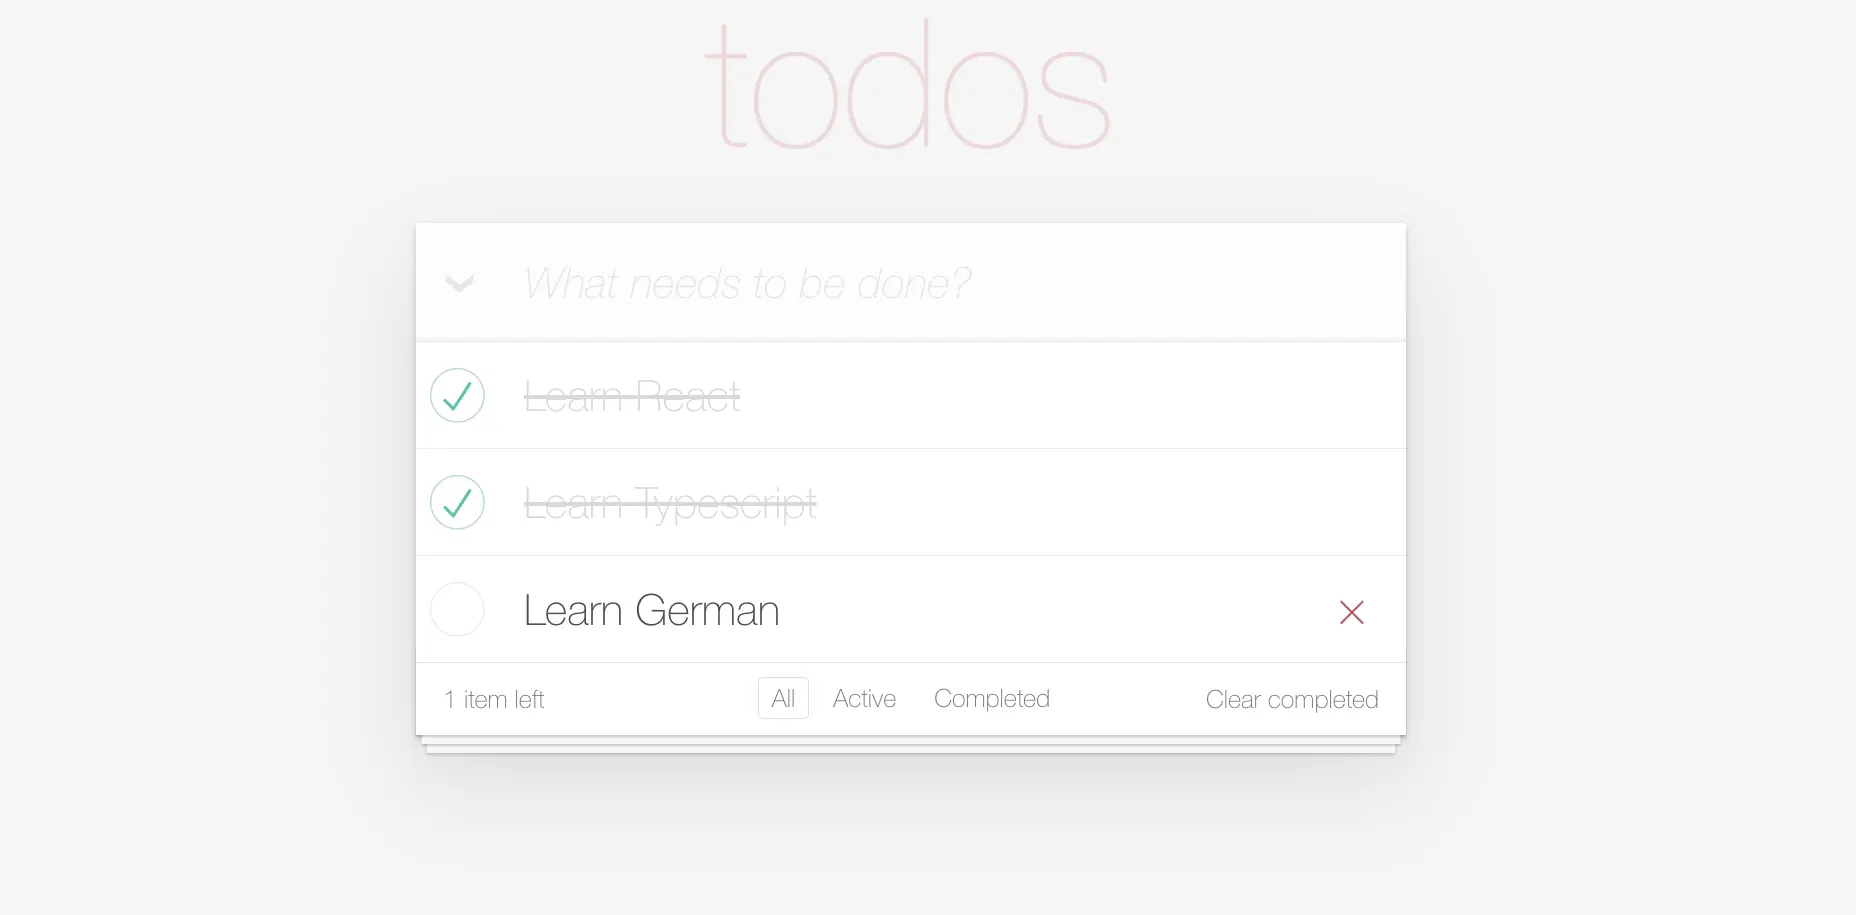 todos
What needs to be done?
Learn React
Learn Typescript
Learn German
1 item left All Active Completed Clear completed